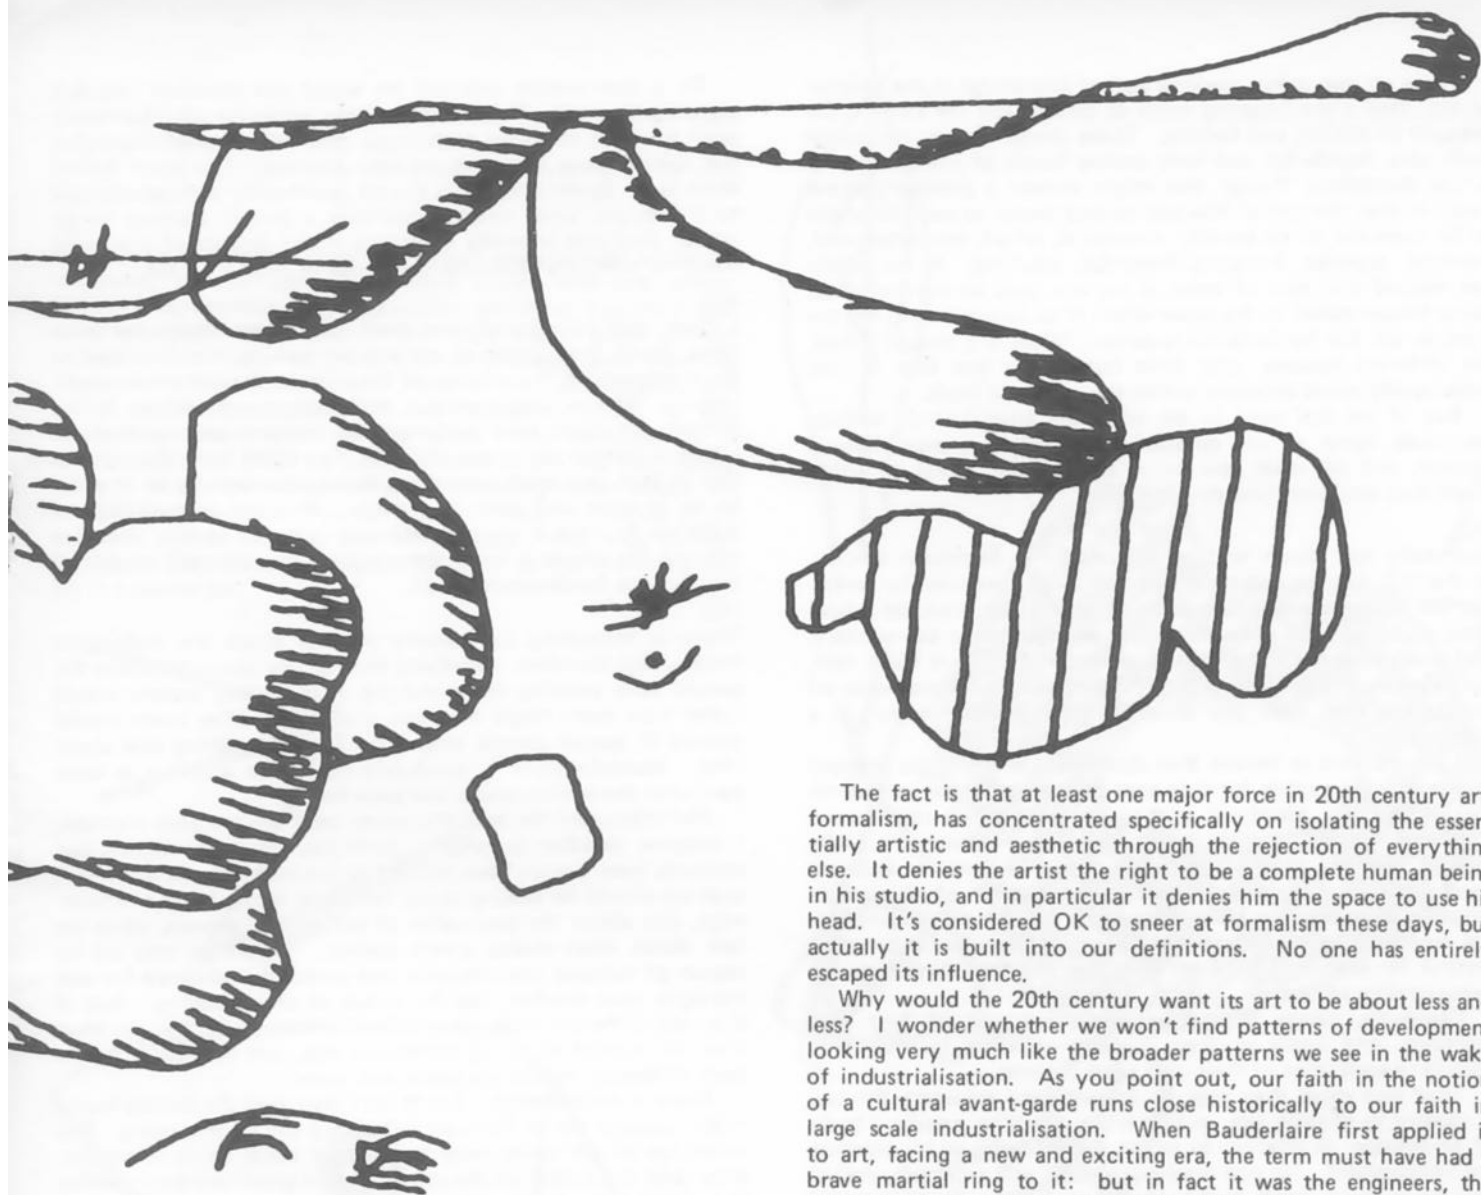 The fact is that at least one major force in 20th century ar
formalism, has concentrated specifically on isolating the essen
tially artistic and aesthetic through the rejection of everythin
else. It denies the artist the right to be a complete human bein
in his studio, and in particular it denies him the space to use hi
head. It's considered OK to sneer at formalism these days, bu
actually it is built into our definitions. No one has entirel
escaped its influence.
Why would the 20th century want its art to be about less an
less? I wonder whether we won't find patterns of developmen
looking very much like the broader patterns we see in the wak
of industrialisation. As you point out, our faith in the notion
of a cultural avant-garde runs close historically to our faith i
large scale industrialisation. When Bauderlaire first applied i
to art, facing a new and exciting era, the term must have had
brave martial ring to it: but in fact it was the engineers, th